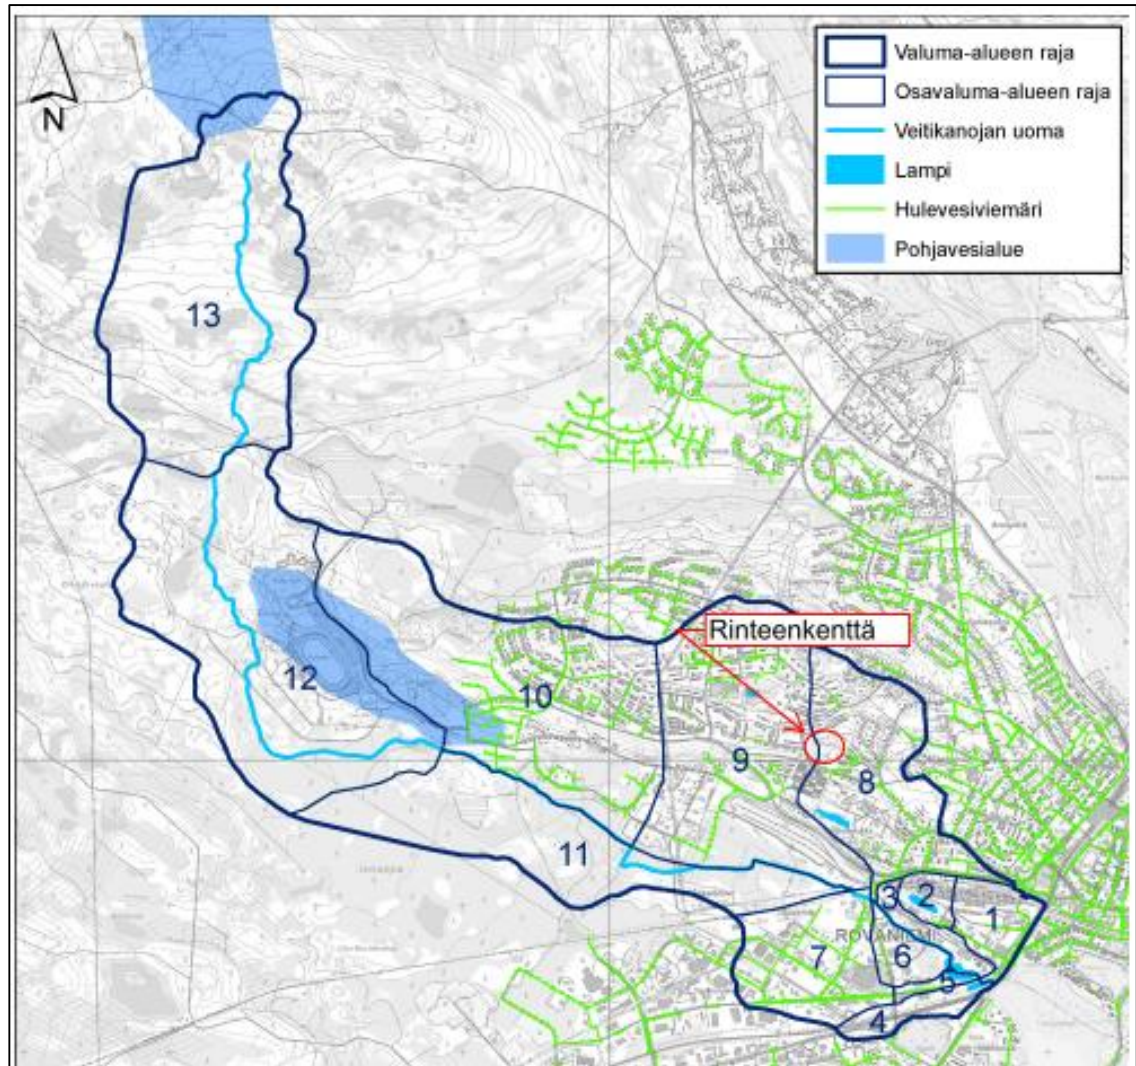 N
Valuma-alueen raja
Osavaluma-alueen raja
Veitikanojan uoma
Lampi
Hulevesiviemäri
Pohjavesialue
13
Rinteenkenttä
12
10
9
8
11
3
2
1
ROVANIEMI
7
6
5
4